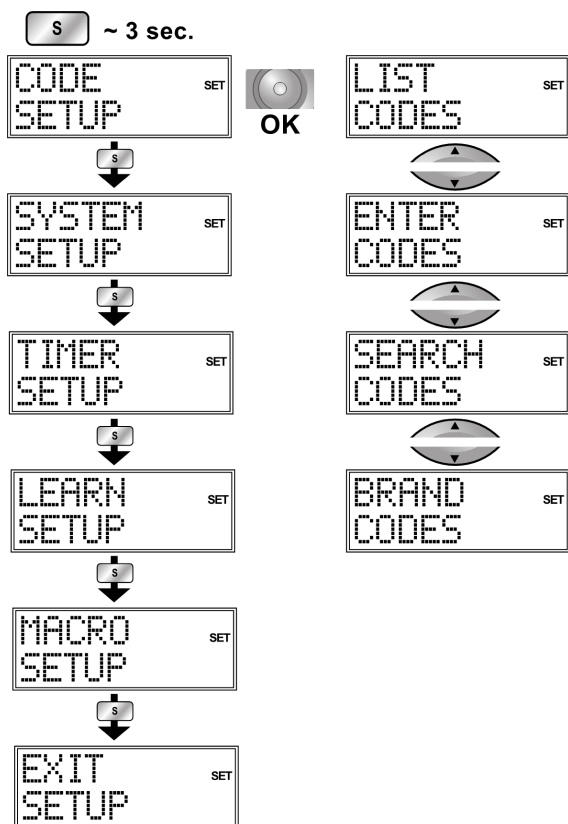 S ~ 3 sec.
CODE SET
SETUP
OK
LIST SET
CODES
S
SYSTEM SET
SETUP
ENTER SET
CODES
S
TIMER SET
SETUP
SEARCH SET
CODES
S
LEARN SET
SETUP
BRAND SET
CODES
S
MACRO SET
SETUP
S
EXIT SET
SETUP